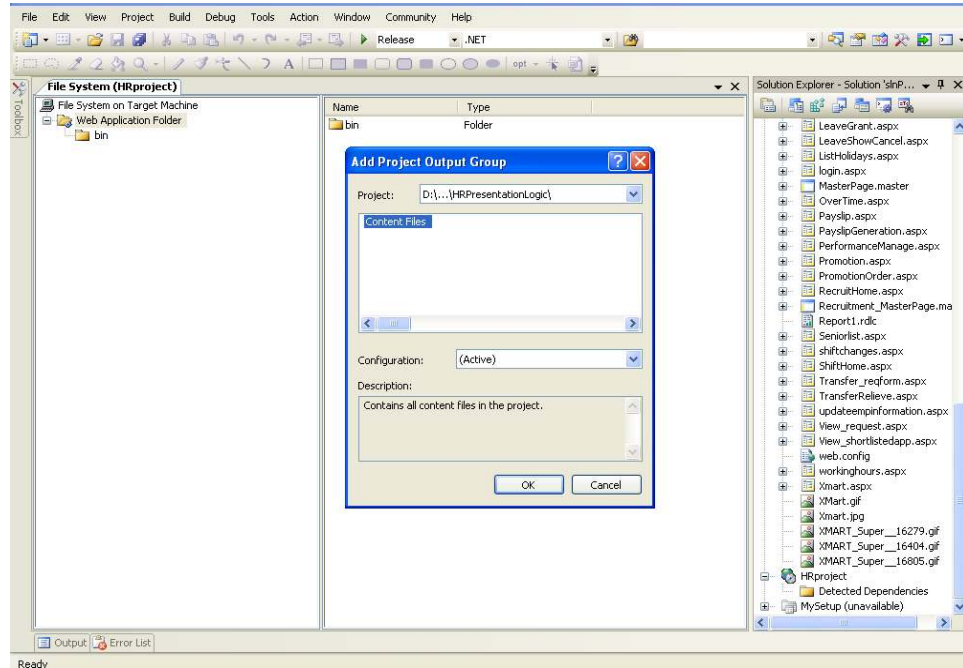 File Edit View Project Build Debug Tools Action Window Community Help
Release .NET
opt
Toolbox
File System (HRproject)
File System on Target Machine
Web Application Folder
bin
Name Type
bin Folder
Add Project Output Group
Project: D:\...\HRPresentationLogic\
Content Files
Configuration: (Active)
Description:
Contains all content files in the project.
OK Cancel
Solution Explorer - Solution 'slnP...
LeaveGrant.aspx
LeaveShowCancel.aspx
ListHolidays.aspx
login.aspx
MasterPage.master
OverTime.aspx
Payslip.aspx
PayslipGeneration.aspx
PerformanceManage.aspx
Promotion.aspx
PromotionOrder.aspx
RecruitHome.aspx
Recruitment_MasterPage.ma
Report1.rdlc
Seniorlist.aspx
shiftchanges.aspx
ShiftHome.aspx
Transfer_reqform.aspx
TransferRelieve.aspx
updateempinformation.aspx
View_request.aspx
View_shortlistedapp.aspx
web.config
workinghours.aspx
Xmart.aspx
XMart.gif
Xmart.jpg
XMART_Super__16279.gif
XMART_Super__16404.gif
XMART_Super__16805.gif
HRproject
Detected Dependencies
MySetup (unavailable)
Output Error List
Ready